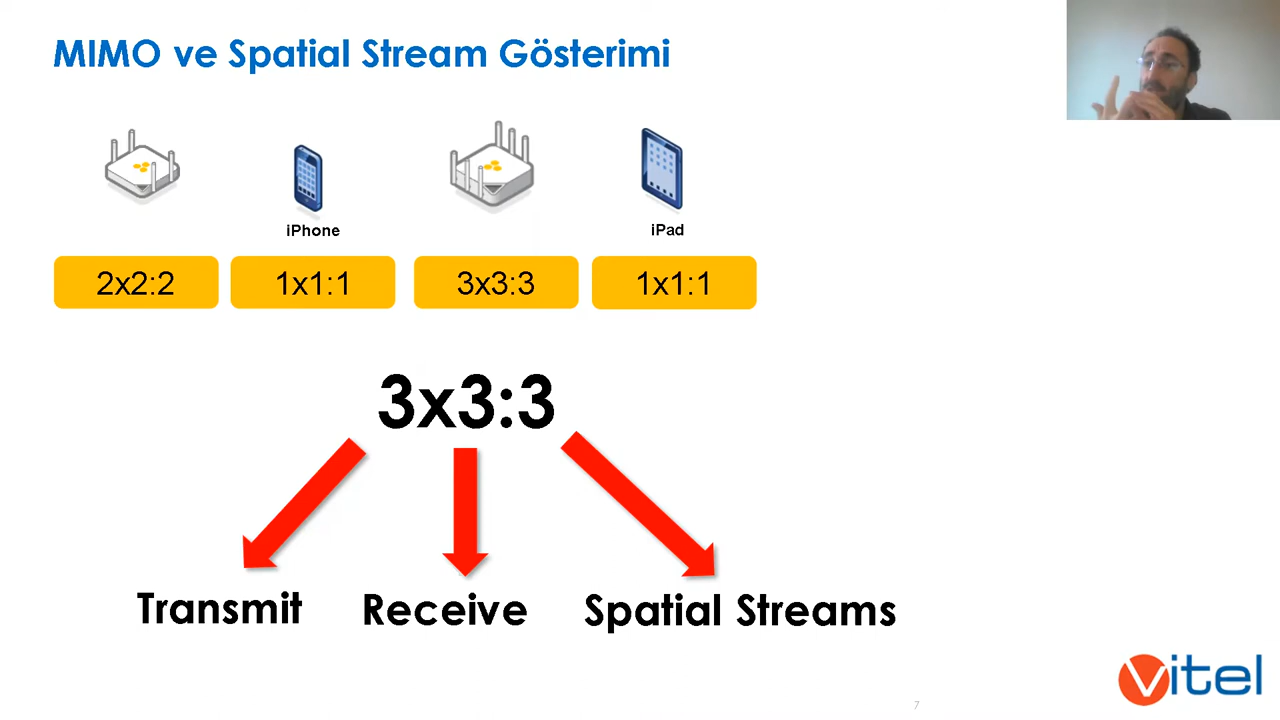 MIMO ve Spatial Stream Gösterimi
iPhone
iPad
2x2:2
1x1:1
3x3:3
1x1:1
3x3:3
Transmit
Receive
Spatial Streams
vitel
7